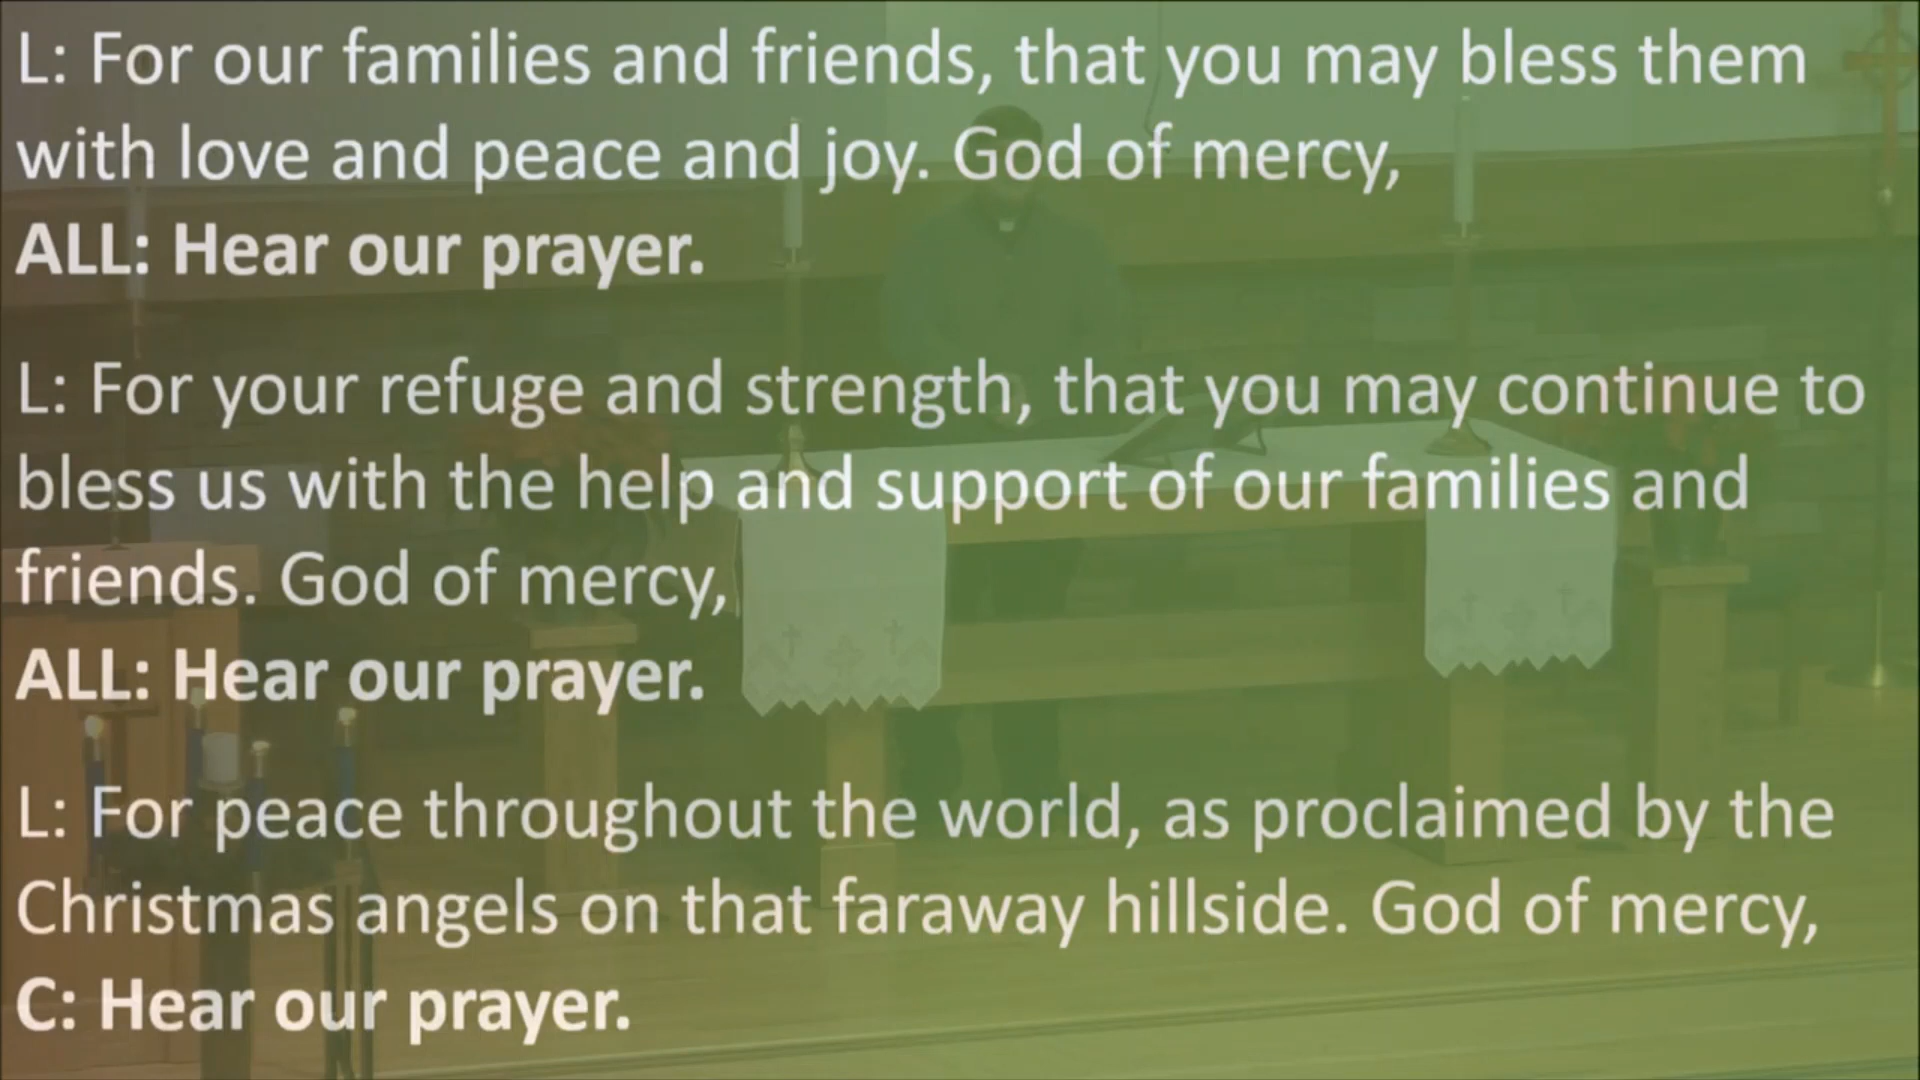 L: For our families and friends, that you may bless them
with love and peace and joy. God of mercy,
ALL: Hear our prayer.
L: For your refuge and strength, that you may continue to
bless us with the help and support of our families and
friends. God of mercy,
ALL: Hear our prayer.
L: For peace throughout the world, as proclaimed by the
Christmas angels on that faraway hillside. God of mercy,
C: Hear our prayer.